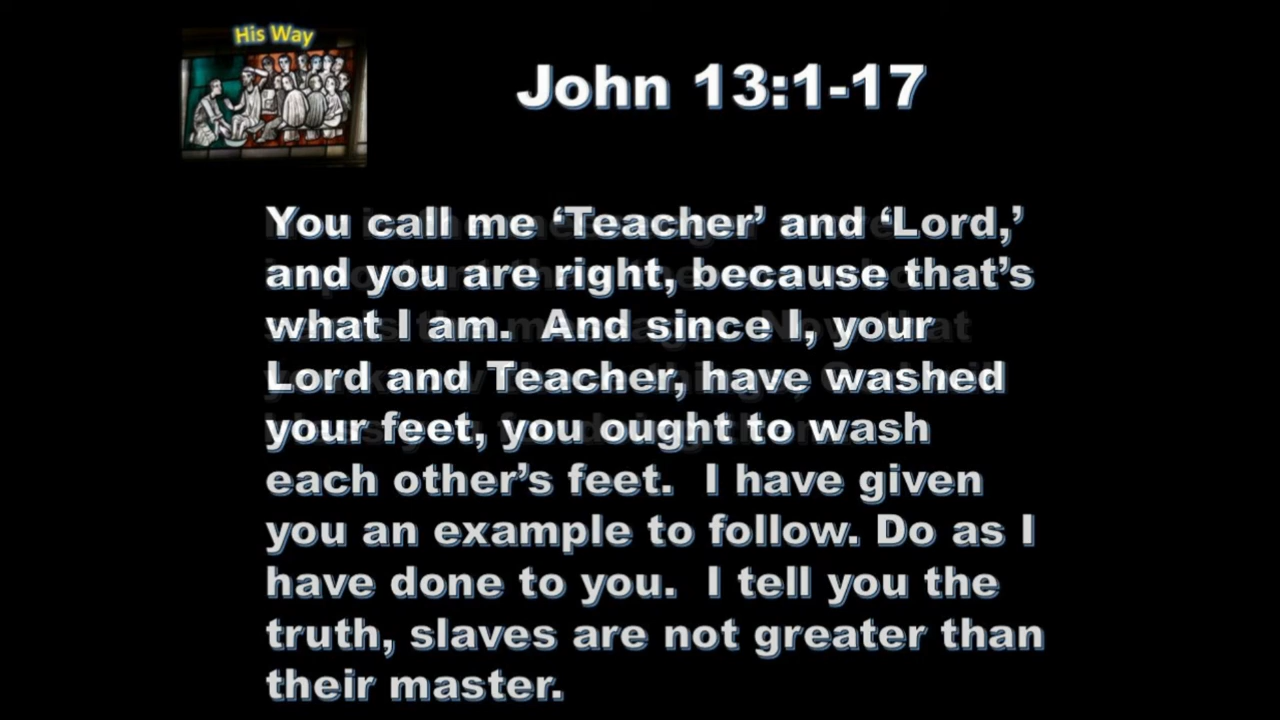 His Way
John 13:1-17
You call me ‘Teacher’ and ‘Lord,’
and you are right, because that’s
what I am.  And since I, your
Lord and Teacher, have washed
your feet, you ought to wash
each other’s feet.  I have given
you an example to follow. Do as I
have done to you.  I tell you the
truth, slaves are not greater than
their master.